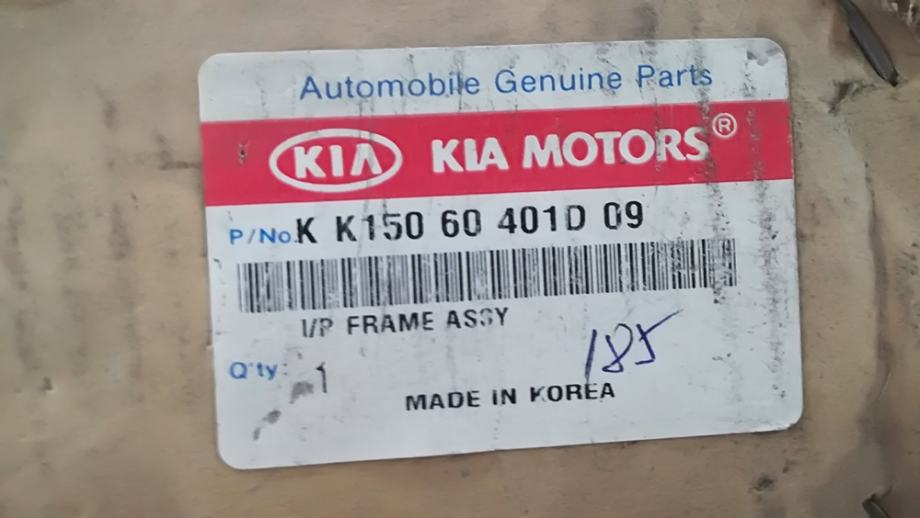 Automobile Genuine Parts
KIA KIA MOTORS®
P/No. K K150 60 401D 09
I/P FRAME ASSY
185
Q'ty: 1
MADE IN KOREA